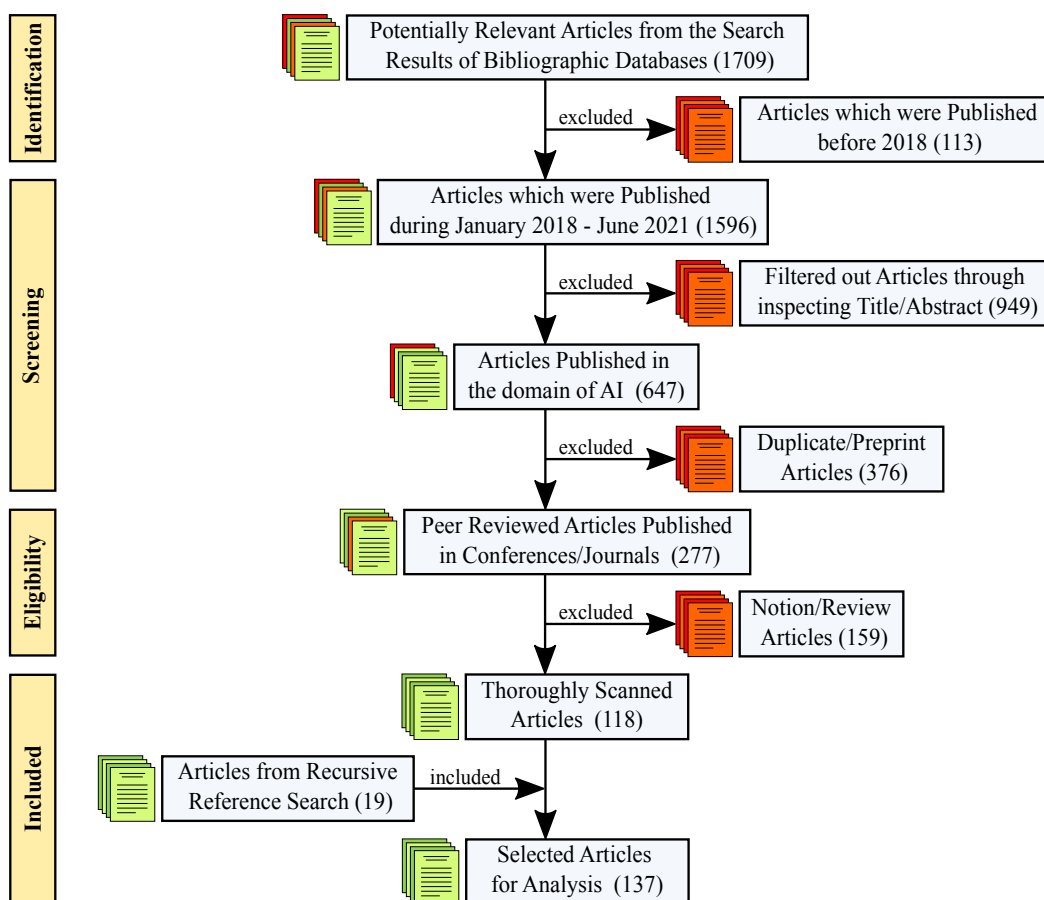 Identification
Potentially Relevant Articles from the Search
Results of Bibliographic Databases (1709)
excluded
Articles which were Published
before 2018 (113)
Screening
Articles which were Published
during January 2018 - June 2021 (1596)
excluded
Filtered out Articles through
inspecting Title/Abstract (949)
Articles Published in
the domain of AI (647)
excluded
Duplicate/Preprint
Articles (376)
Eligibility
Peer Reviewed Articles Published
in Conferences/Journals (277)
excluded
Notion/Review
Articles (159)
Included
Thoroughly Scanned
Articles (118)
Articles from Recursive
Reference Search (19)
included
Selected Articles
for Analysis (137)